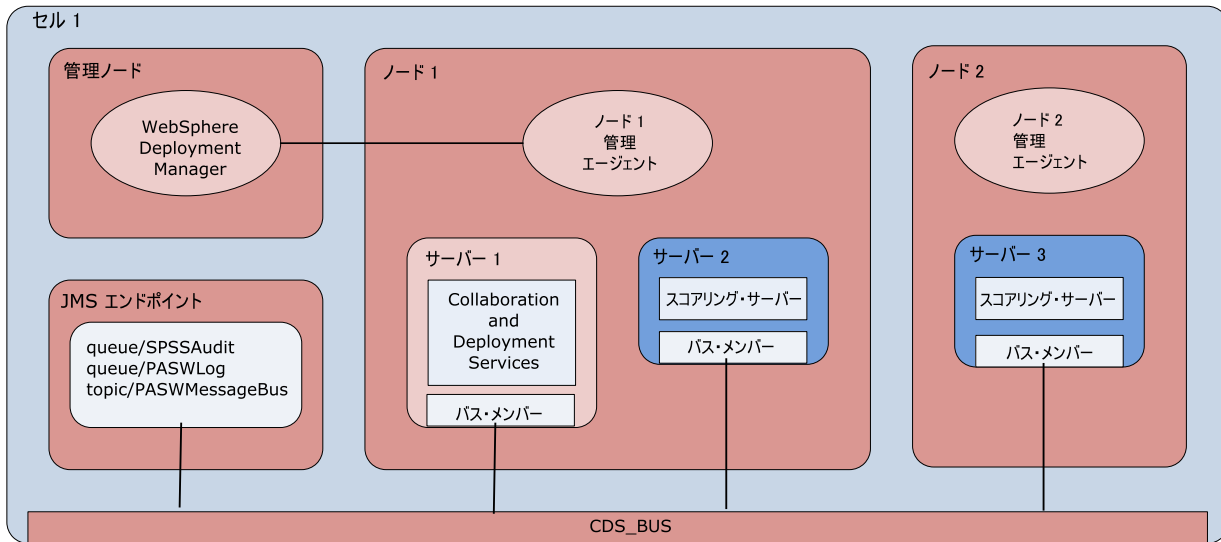 セル 1
管理ノード
WebSphere
Deployment
Manager
ノード 1
ノード 1
管理
エージェント
ノード 2
ノード 2
管理
エージェント
サーバー 1
Collaboration
and
Deployment
Services
バス・メンバー
サーバー 2
スコアリング・サーバー
バス・メンバー
サーバー 3
スコアリング・サーバー
バス・メンバー
JMS エンドポイント
queue/SPSSAudit
queue/PASWLog
topic/PASWMessageBus
CDS_BUS